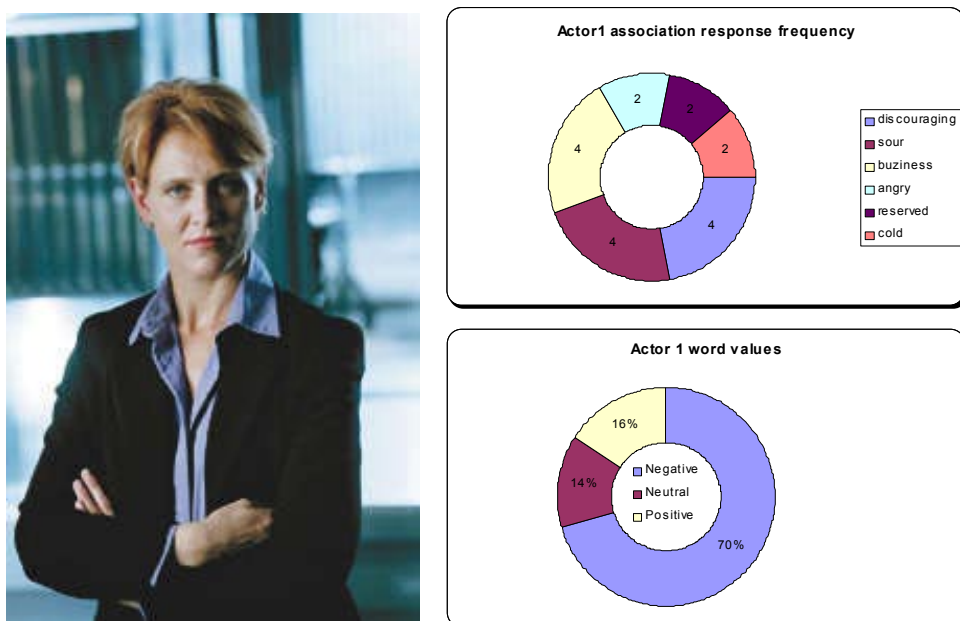 Actor1 association response frequency
2
2
4
2
4
4
discouraging
sour
buziness
angry
reserved
cold
Actor 1 word values
16%
14%
70%
Negative
Neutral
Positive